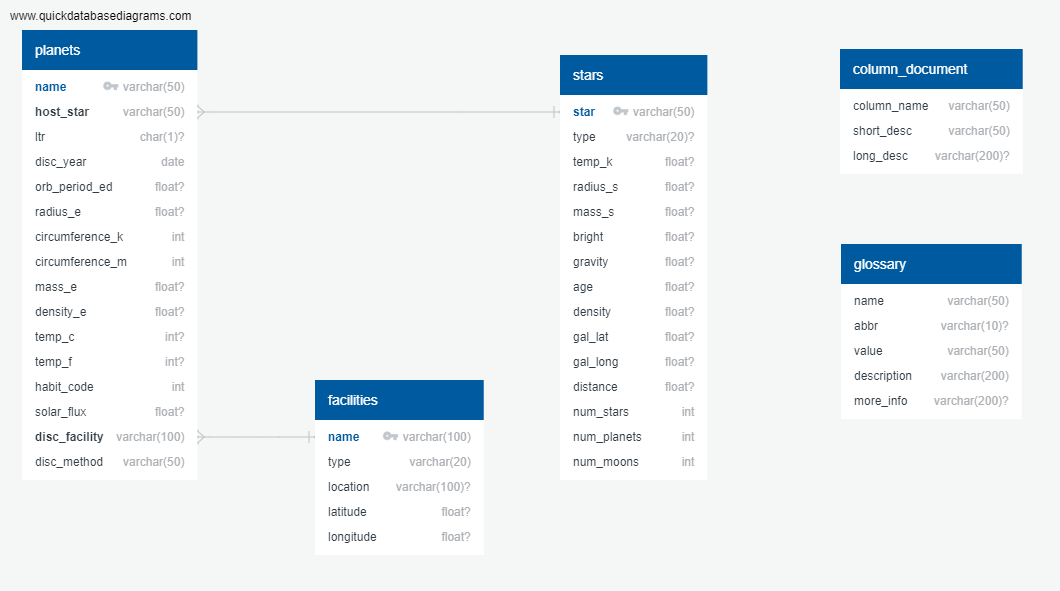 www.quickdatabasediagrams.com
planets
name varchar(50)
host_star varchar(50)
ltr char(1)?
disc_year date
orb_period_ed float?
radius_e float?
circumference_k int
circumference_m int
mass_e float?
density_e float?
temp_c int?
temp_f int?
habit_code int
solar_flux float?
disc_facility varchar(100)
disc_method varchar(50)
facilities
name varchar(100)
type varchar(20)
location varchar(100)?
latitude float?
longitude float?
stars
star varchar(50)
type varchar(20)?
temp_k float?
radius_s float?
mass_s float?
bright float?
gravity float?
age float?
density float?
gal_lat float?
gal_long float?
distance float?
num_stars int
num_planets int
num_moons int
column_document
column_name varchar(50)
short_desc varchar(50)
long_desc varchar(200)?
glossary
name varchar(50)
abbr varchar(10)?
value varchar(50)
description varchar(200)
more_info varchar(200)?